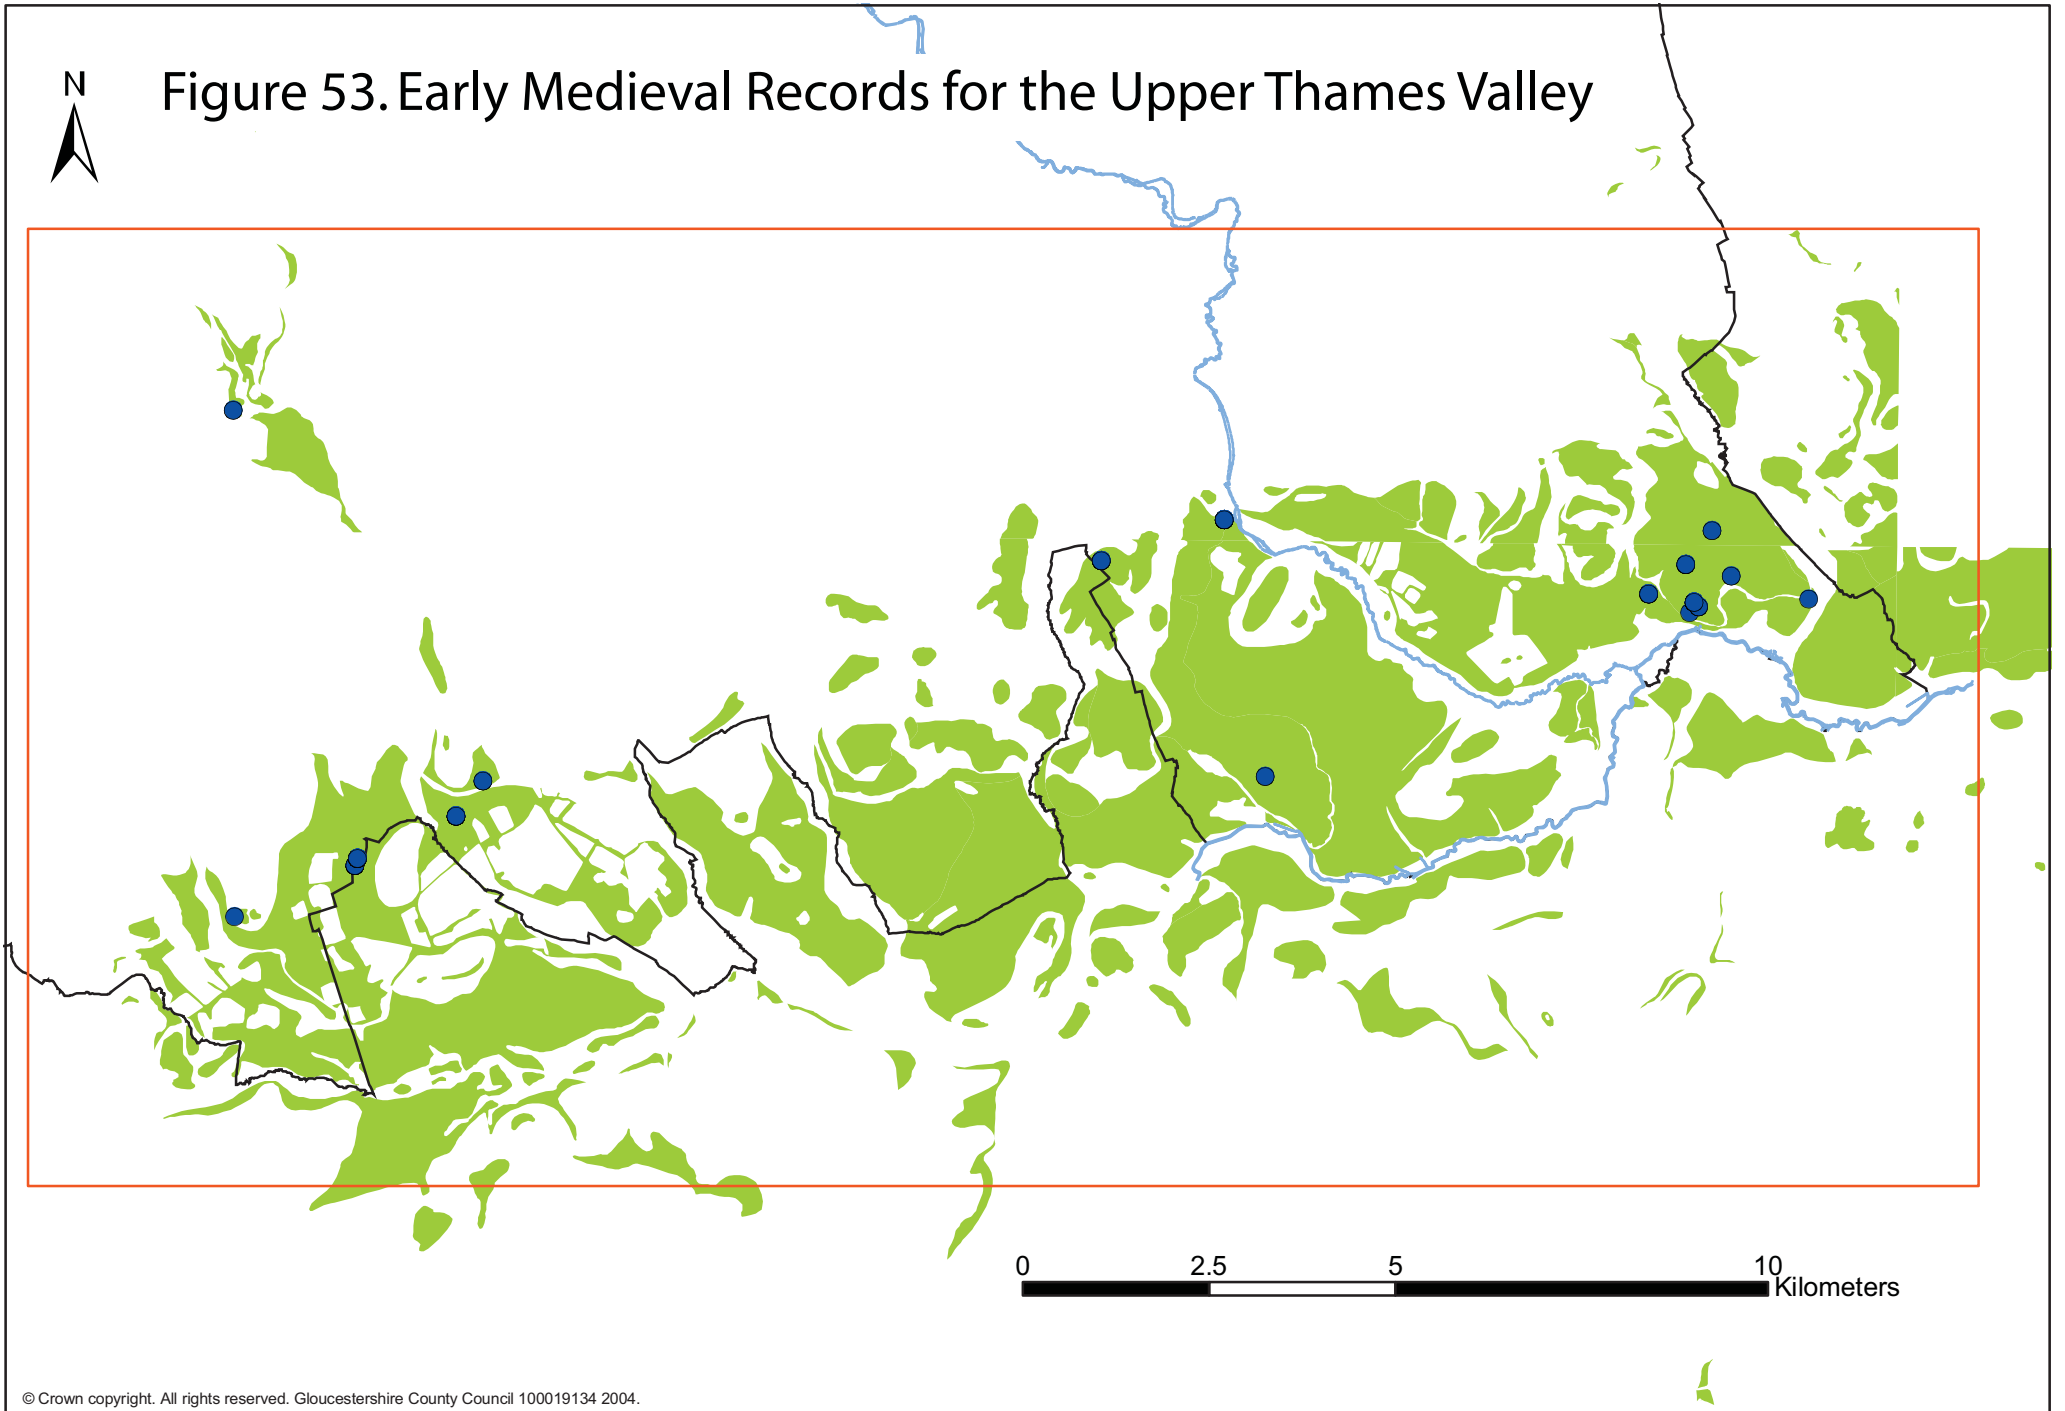 Figure 53. Early Medieval Records for the Upper Thames Valley
N
0 2.5 5 10
Kilometers
© Crown copyright. All rights reserved. Gloucestershire County Council 100019134 2004.